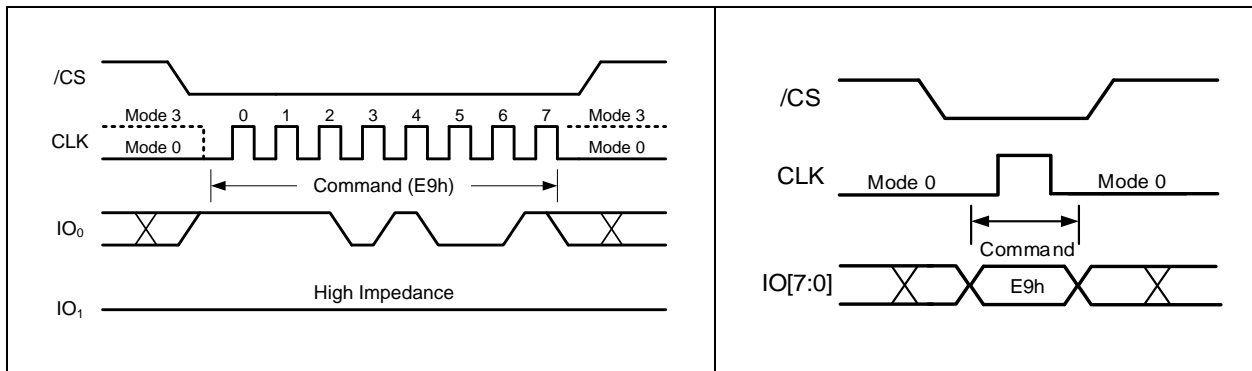 /CS
Mode 3 0 1 2 3 4 5 6 7 Mode 3
CLK
Mode 0 Mode 0
Command (E9h)
IO₀
High Impedance
IO₁
/CS
CLK
Mode 0 Mode 0
Command
IO[7:0]
E9h